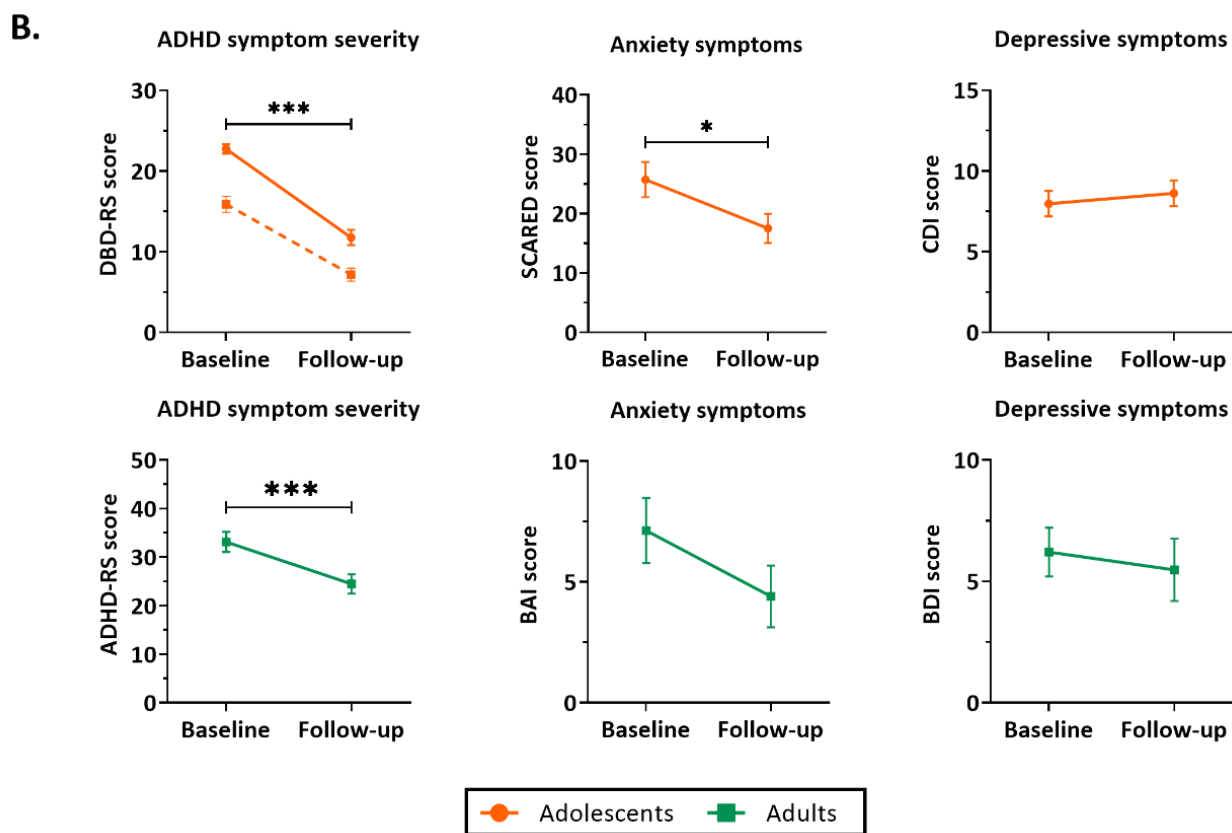 B.
ADHD symptom severity
DBD-RS score
30
20
10
0
***
Baseline Follow-up
Anxiety symptoms
SCARED score
40
30
20
10
0
*
Baseline Follow-up
Depressive symptoms
CDI score
15
10
5
0
Baseline Follow-up
ADHD symptom severity
ADHD-RS score
50
40
30
20
10
0
***
Baseline Follow-up
Anxiety symptoms
BAI score
10
5
0
Baseline Follow-up
Depressive symptoms
BDI score
10
5
0
Baseline Follow-up
Adolescents Adults